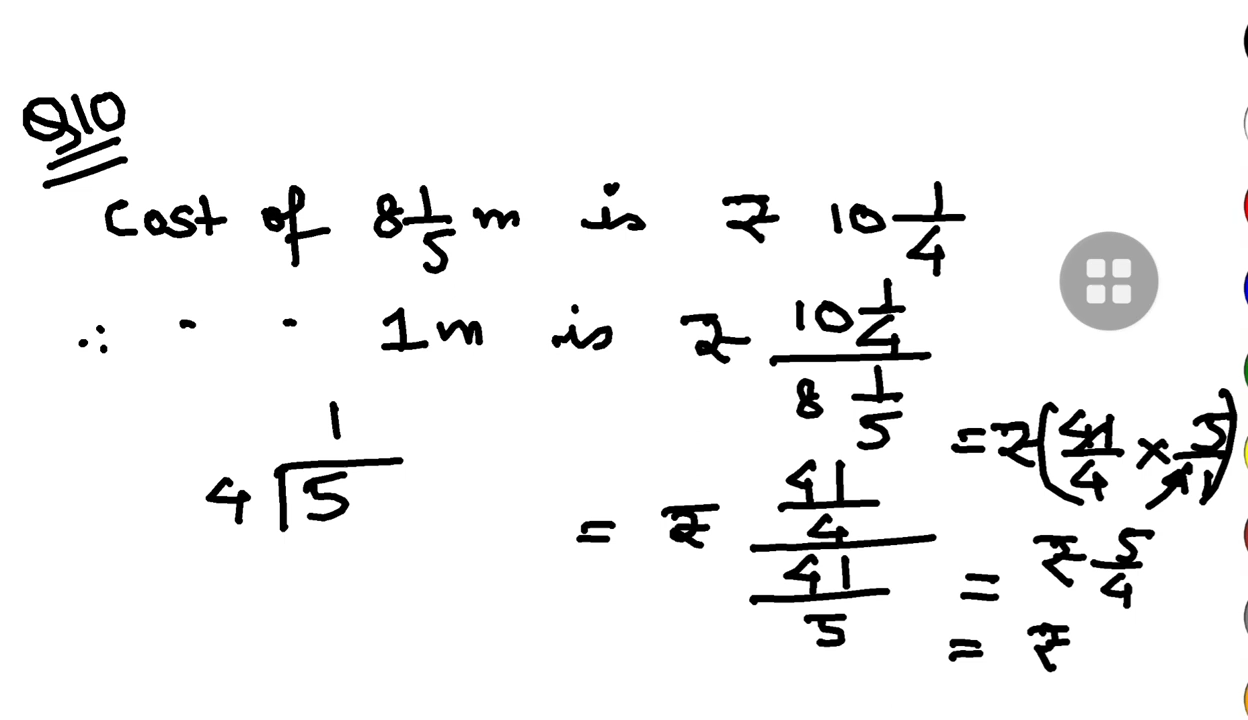 Q10
Cost of 8 1/5 m is ₹ 10 1/4
∴ " " 1m is ₹ (10 1/4)/(8 1/5)
= ₹ (41/4)/(41/5)
= ₹ (41/4 × 5/41)
= ₹ 5/4
= ₹
1
4 √5